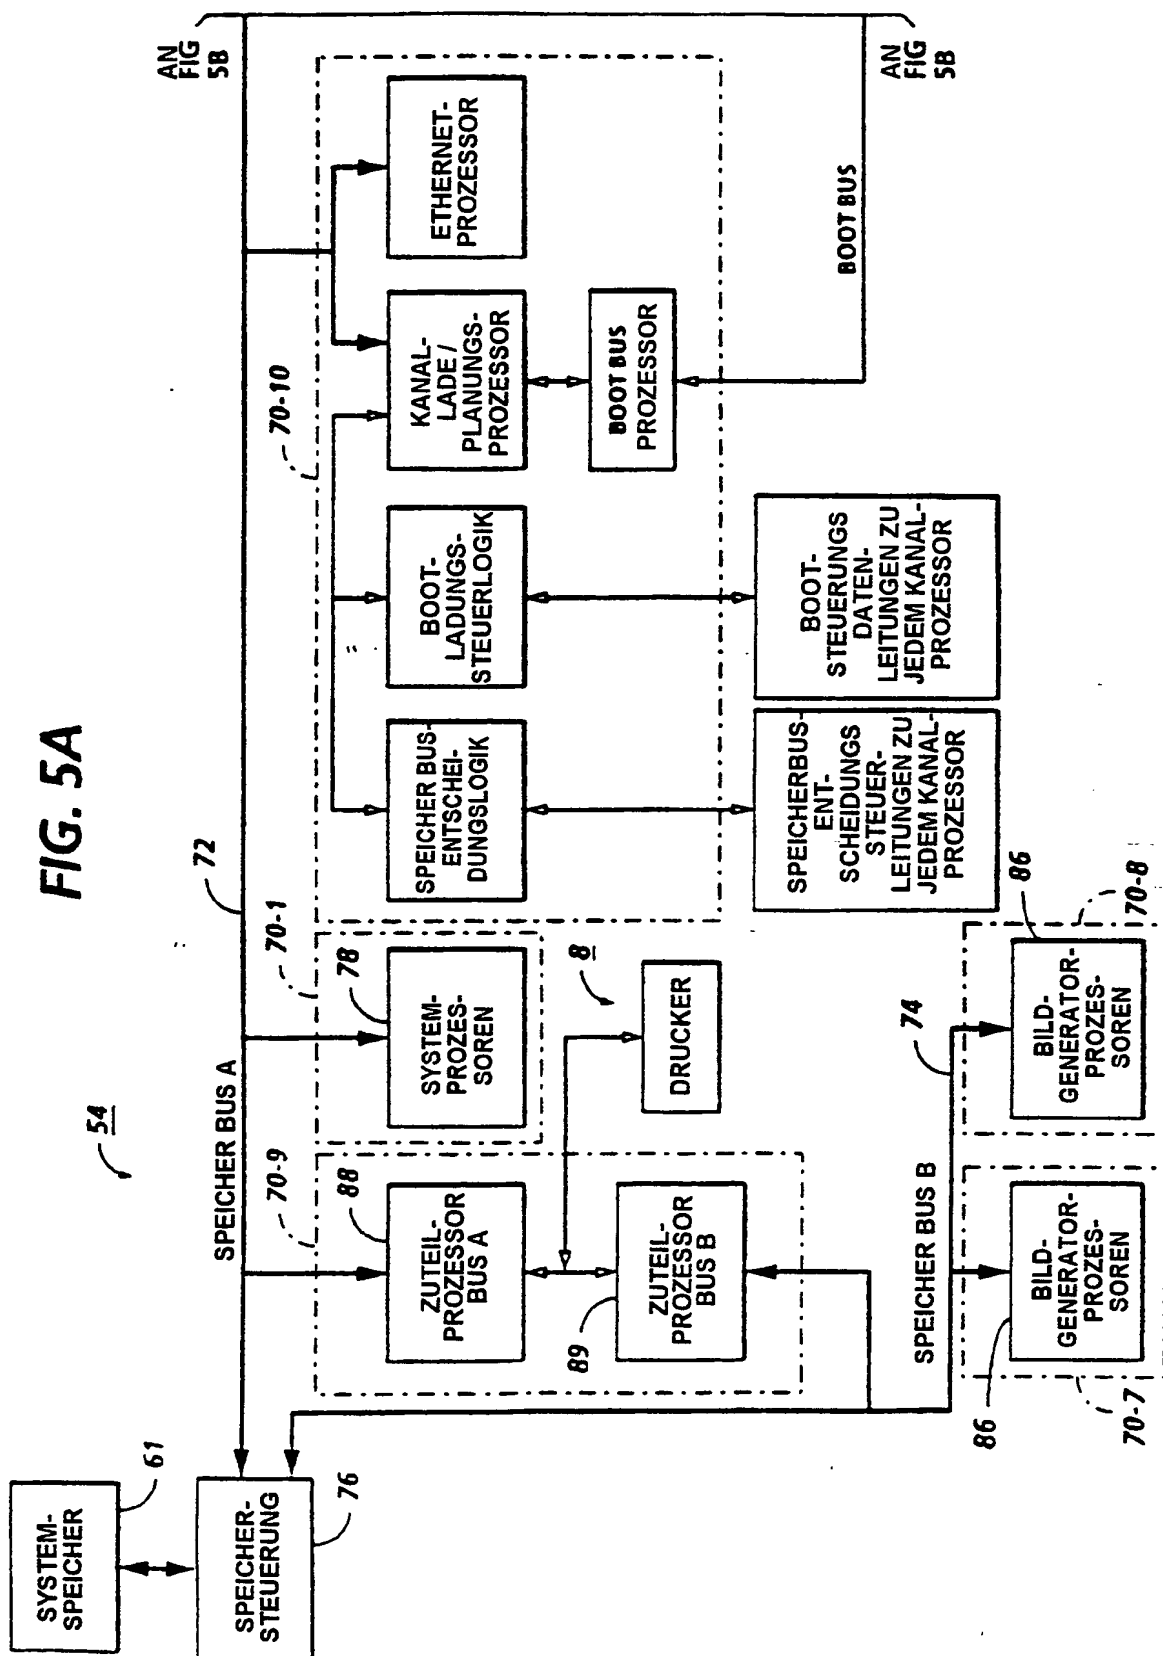 FIG. 5A
54
SYSTEM-
SPEICHER
61
SPEICHER-
STEUERUNG
76
SPEICHER BUS A
72
AN
FIG
5B
70-9
88
ZUTEIL-
PROZESSOR
BUS A
89
ZUTEIL-
PROZESSOR
BUS B
70-1
78
SYSTEM-
PROZES-
SOREN
8
DRUCKER
70-10
SPEICHER BUS-
ENTSCHEI-
DUNGSLOGIK
BOOT-
LADUNGS-
STEUERLOGIK
KANAL-
LADE /
PLANUNGS-
PROZESSOR
ETHERNET-
PROZESSOR
BOOT BUS
PROZESSOR
SPEICHERBUS-
ENT-
SCHEIDUNGS
STEUER-
LEITUNGEN ZU
JEDEM KANAL-
PROZESSOR
BOOT-
STEUERUNGS
DATEN-
LEITUNGEN ZU
JEDEM KANAL-
PROZESSOR
BOOT BUS
AN
FIG
5B
SPEICHER BUS B
74
86
BILD-
GENERATOR-
PROZES-
SOREN
70-7
86
BILD-
GENERATOR-
PROZES-
SOREN
70-8